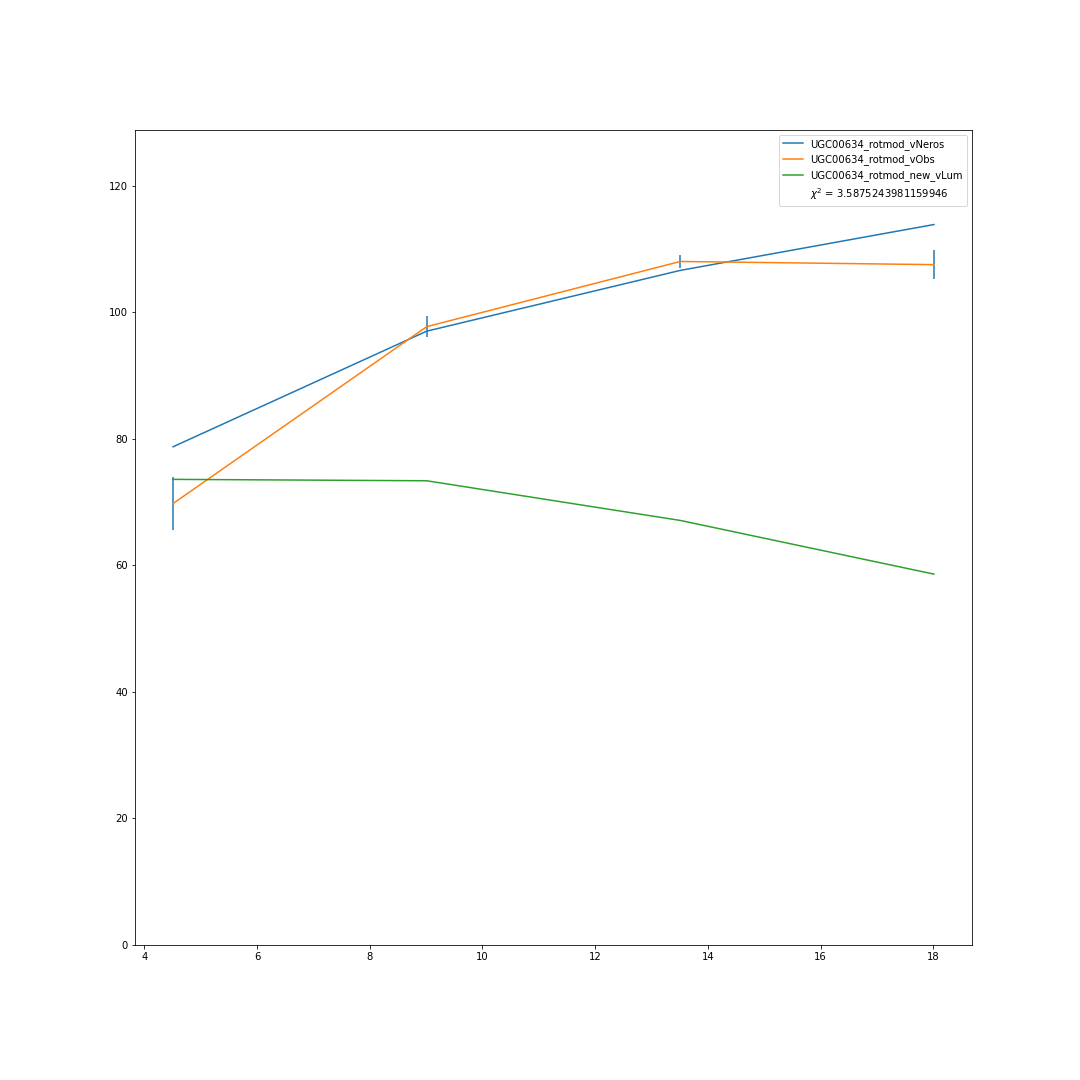 UGC00634_rotmod_vNeros
UGC00634_rotmod_vObs
UGC00634_rotmod_new_vLum
χ² = 3.5875243981159946
120
100
80
60
40
20
0
4 6 8 10 12 14 16 18